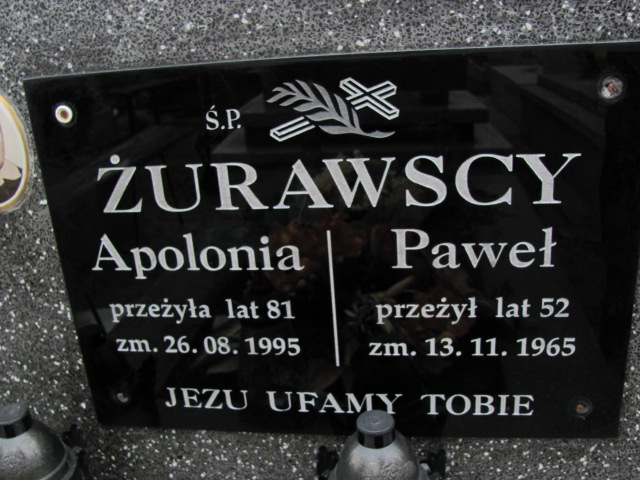 Ś.P.
ŻURAWSCY
Apolonia
przeżyła lat 81
zm. 26.08.1995
Paweł
przeżył lat 52
zm. 13.11.1965
JEZU UFAMY TOBIE